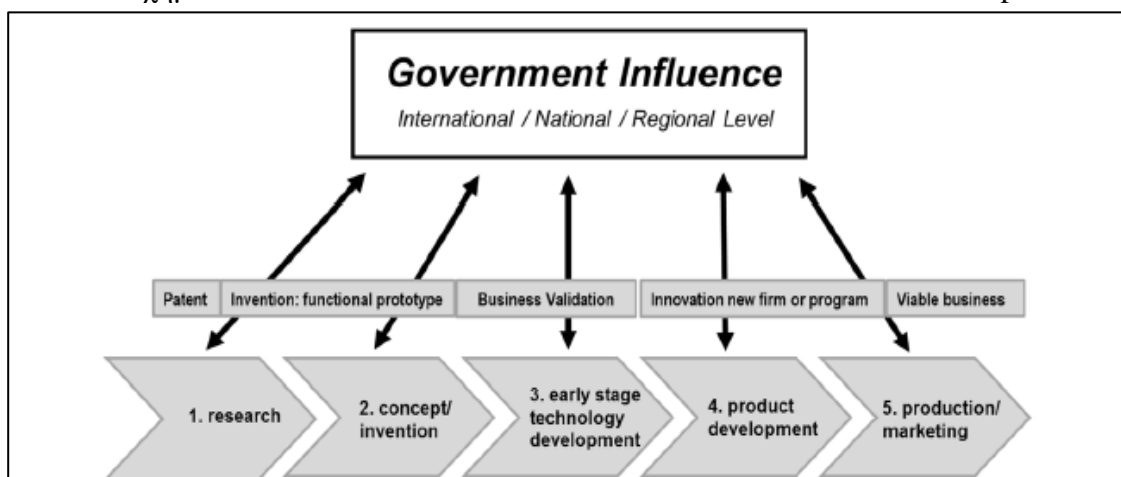 Government Influence
International / National / Regional Level
Patent
Invention: functional prototype
Business Validation
Innovation new firm or program
Viable business
1. research
2. concept/
invention
3. early stage
technology
development
4. product
development
5. production/
marketing